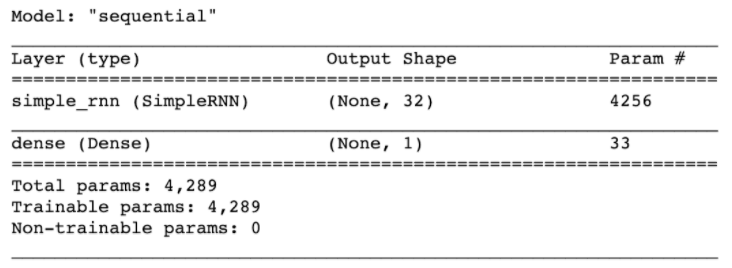 Model: "sequential"
Layer (type) Output Shape Param #
=================================================================
simple_rnn (SimpleRNN) (None, 32) 4256
dense (Dense) (None, 1) 33
=================================================================
Total params: 4,289
Trainable params: 4,289
Non-trainable params: 0